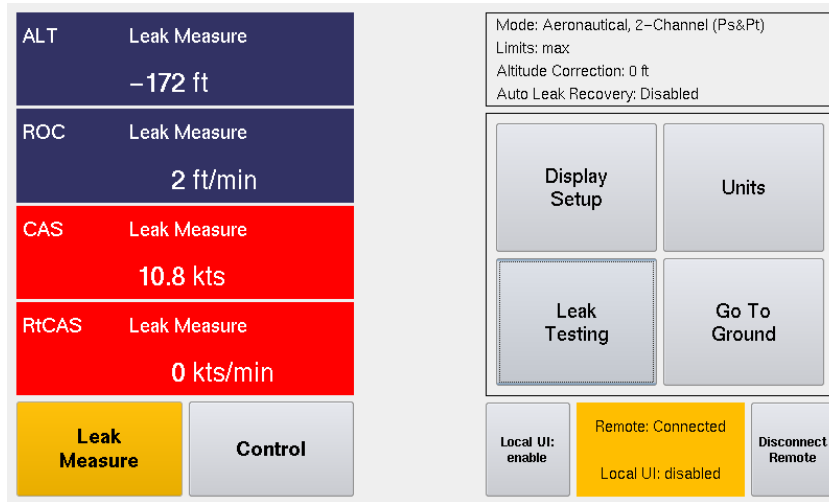 ALT Leak Measure
−172 ft
ROC Leak Measure
2 ft/min
CAS Leak Measure
10.8 kts
RtCAS Leak Measure
0 kts/min
Leak
Measure
Control
Mode: Aeronautical, 2−Channel (Ps&Pt)
Limits: max
Altitude Correction: 0 ft
Auto Leak Recovery: Disabled
Display
Setup
Units
Leak
Testing
Go To
Ground
Local UI:
enable
Remote: Connected
Local UI: disabled
Disconnect
Remote